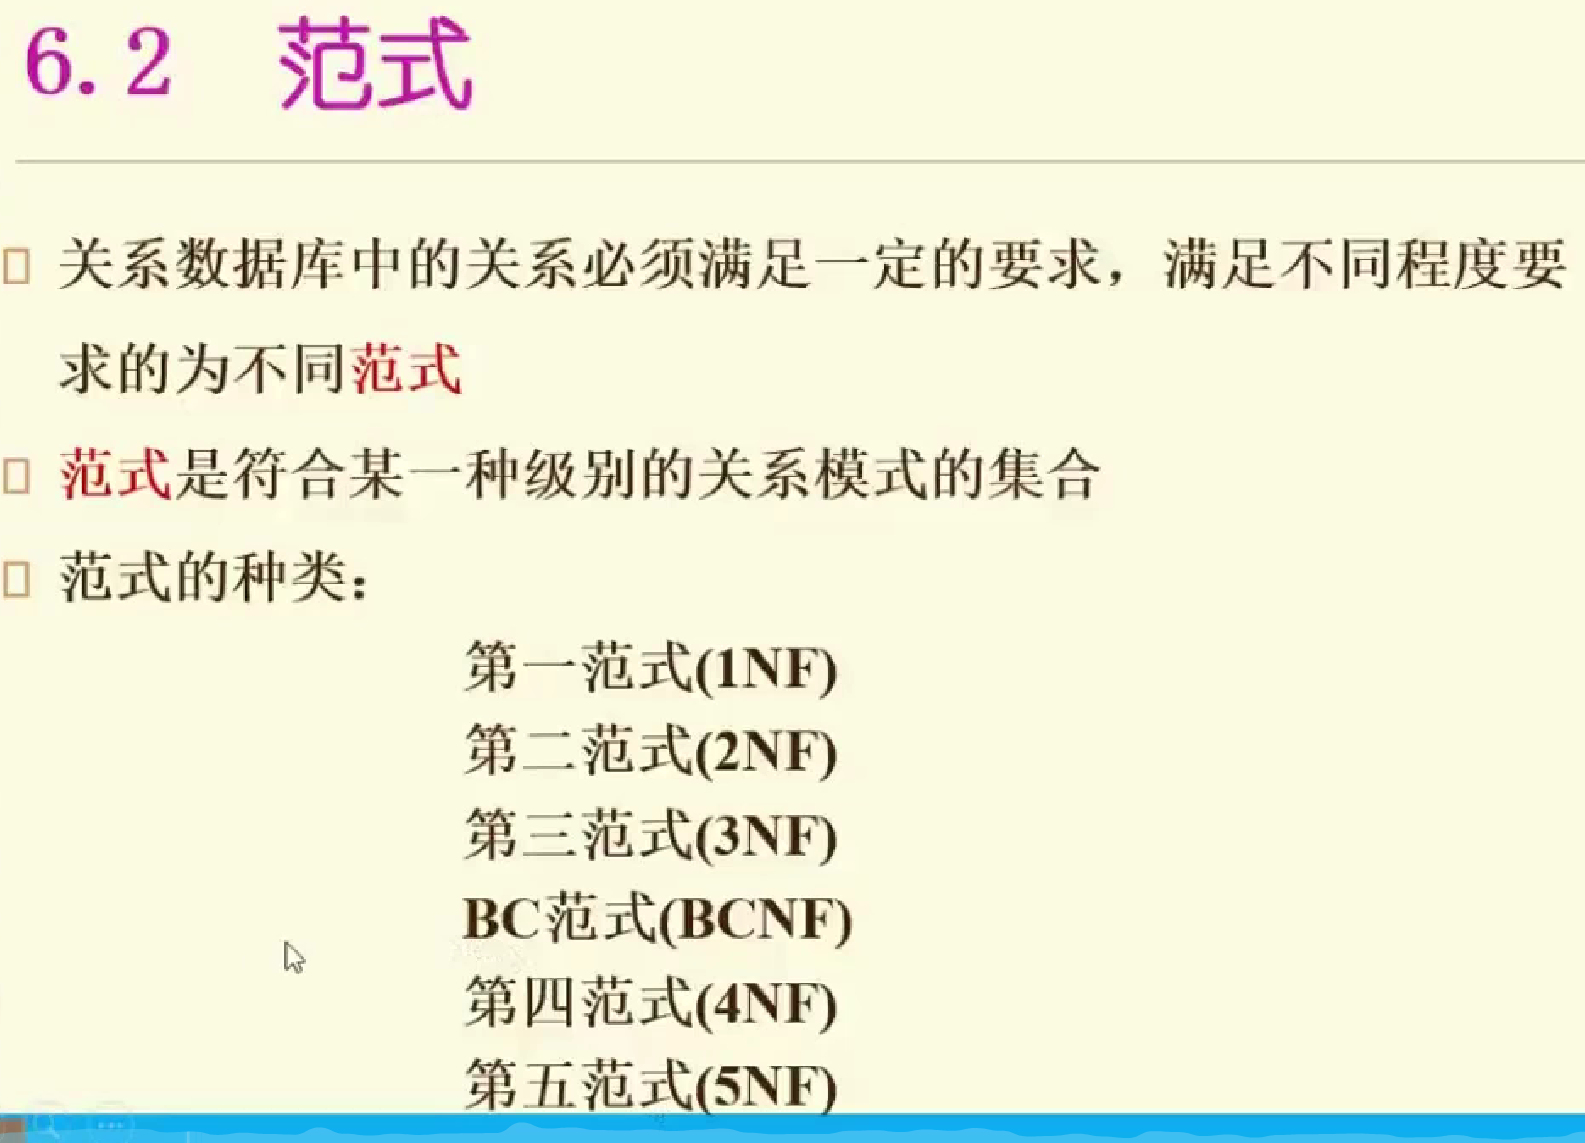 6.2 范式
关系数据库中的关系必须满足一定的要求，满足不同程度要
求的为不同范式
范式是符合某一种级别的关系模式的集合
范式的种类：
第一范式(1NF)
第二范式(2NF)
第三范式(3NF)
BC范式(BCNF)
第四范式(4NF)
第五范式(5NF)